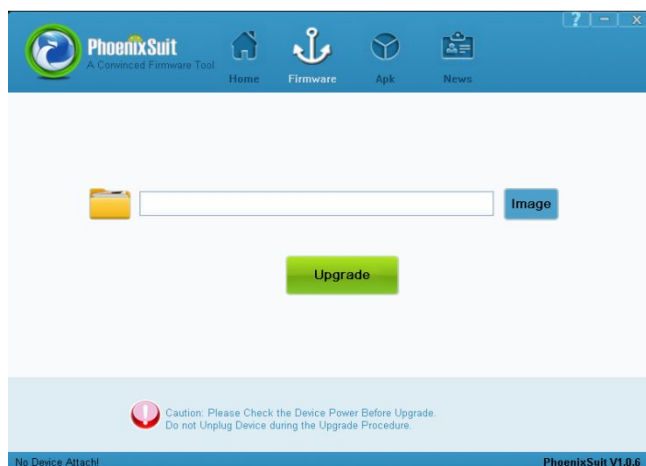 ? - x
PhoenixSuit
A Convinced Firmware Tool
Home Firmware Apk News
Image
Upgrade
Caution: Please Check the Device Power Before Upgrade.
Do not Unplug Device during the Upgrade Procedure.
No Device Attach! PhoenixSuit V1.0.6